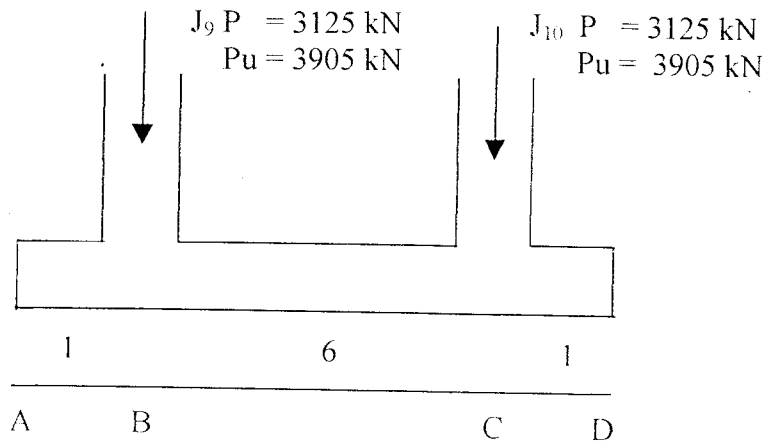 J₉ P = 3125 kN
Pu = 3905 kN
J₁₀ P = 3125 kN
Pu = 3905 kN
1 6 1
A B C D